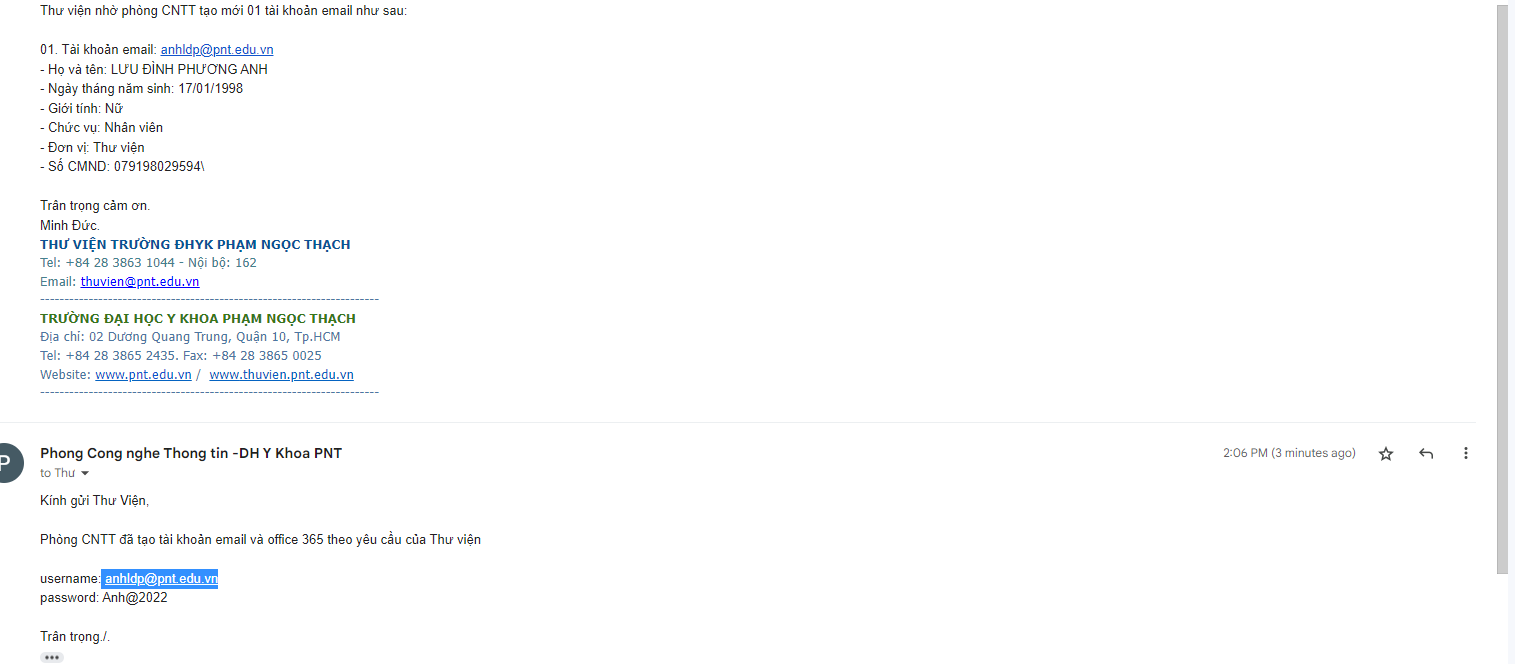 Thư viện nhờ phòng CNTT tạo mới 01 tài khoản email như sau:
01. Tài khoản email: anhldp@pnt.edu.vn
- Họ và tên: LƯU ĐÌNH PHƯƠNG ANH
- Ngày tháng năm sinh: 17/01/1998
- Giới tính: Nữ
- Chức vụ: Nhân viên
- Đơn vị: Thư viện
- Số CMND: 079198029594\
Trân trọng cảm ơn.
Minh Đức.
THƯ VIỆN TRƯỜNG ĐHYK PHẠM NGỌC THẠCH
Tel: +84 28 3863 1044 - Nội bộ: 162
Email: thuvien@pnt.edu.vn
----------------------------------------------------------------------
TRƯỜNG ĐẠI HỌC Y KHOA PHẠM NGỌC THẠCH
Địa chỉ: 02 Dương Quang Trung, Quận 10, Tp.HCM
Tel: +84 28 3865 2435. Fax: +84 28 3865 0025
Website: www.pnt.edu.vn / www.thuvien.pnt.edu.vn
----------------------------------------------------------------------
P
Phong Cong nghe Thong tin -DH Y Khoa PNT
2:06 PM (3 minutes ago)
to Thư
Kính gửi Thư Viện,
Phòng CNTT đã tạo tài khoản email và office 365 theo yêu cầu của Thư viện
username: anhldp@pnt.edu.vn
password: Anh@2022
Trân trọng./.